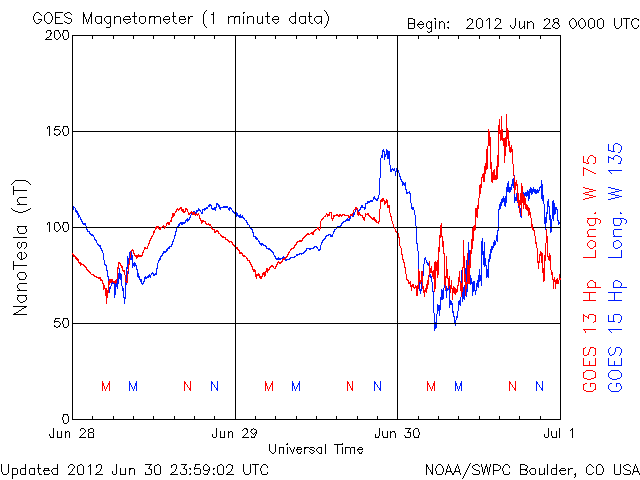 GOES Magnetometer (1 minute data)
Begin: 2012 Jun 28 0000 UTC
200
150
100
50
0
NanoTesla (nT)
M M N N M M N N M M N N
Jun 28 Jun 29 Jun 30 Jul 1
Universal Time
GOES 13 Hp Long. W 75
GOES 15 Hp Long. W 135
Updated 2012 Jun 30 23:59:02 UTC
NOAA/SWPC Boulder, CO USA